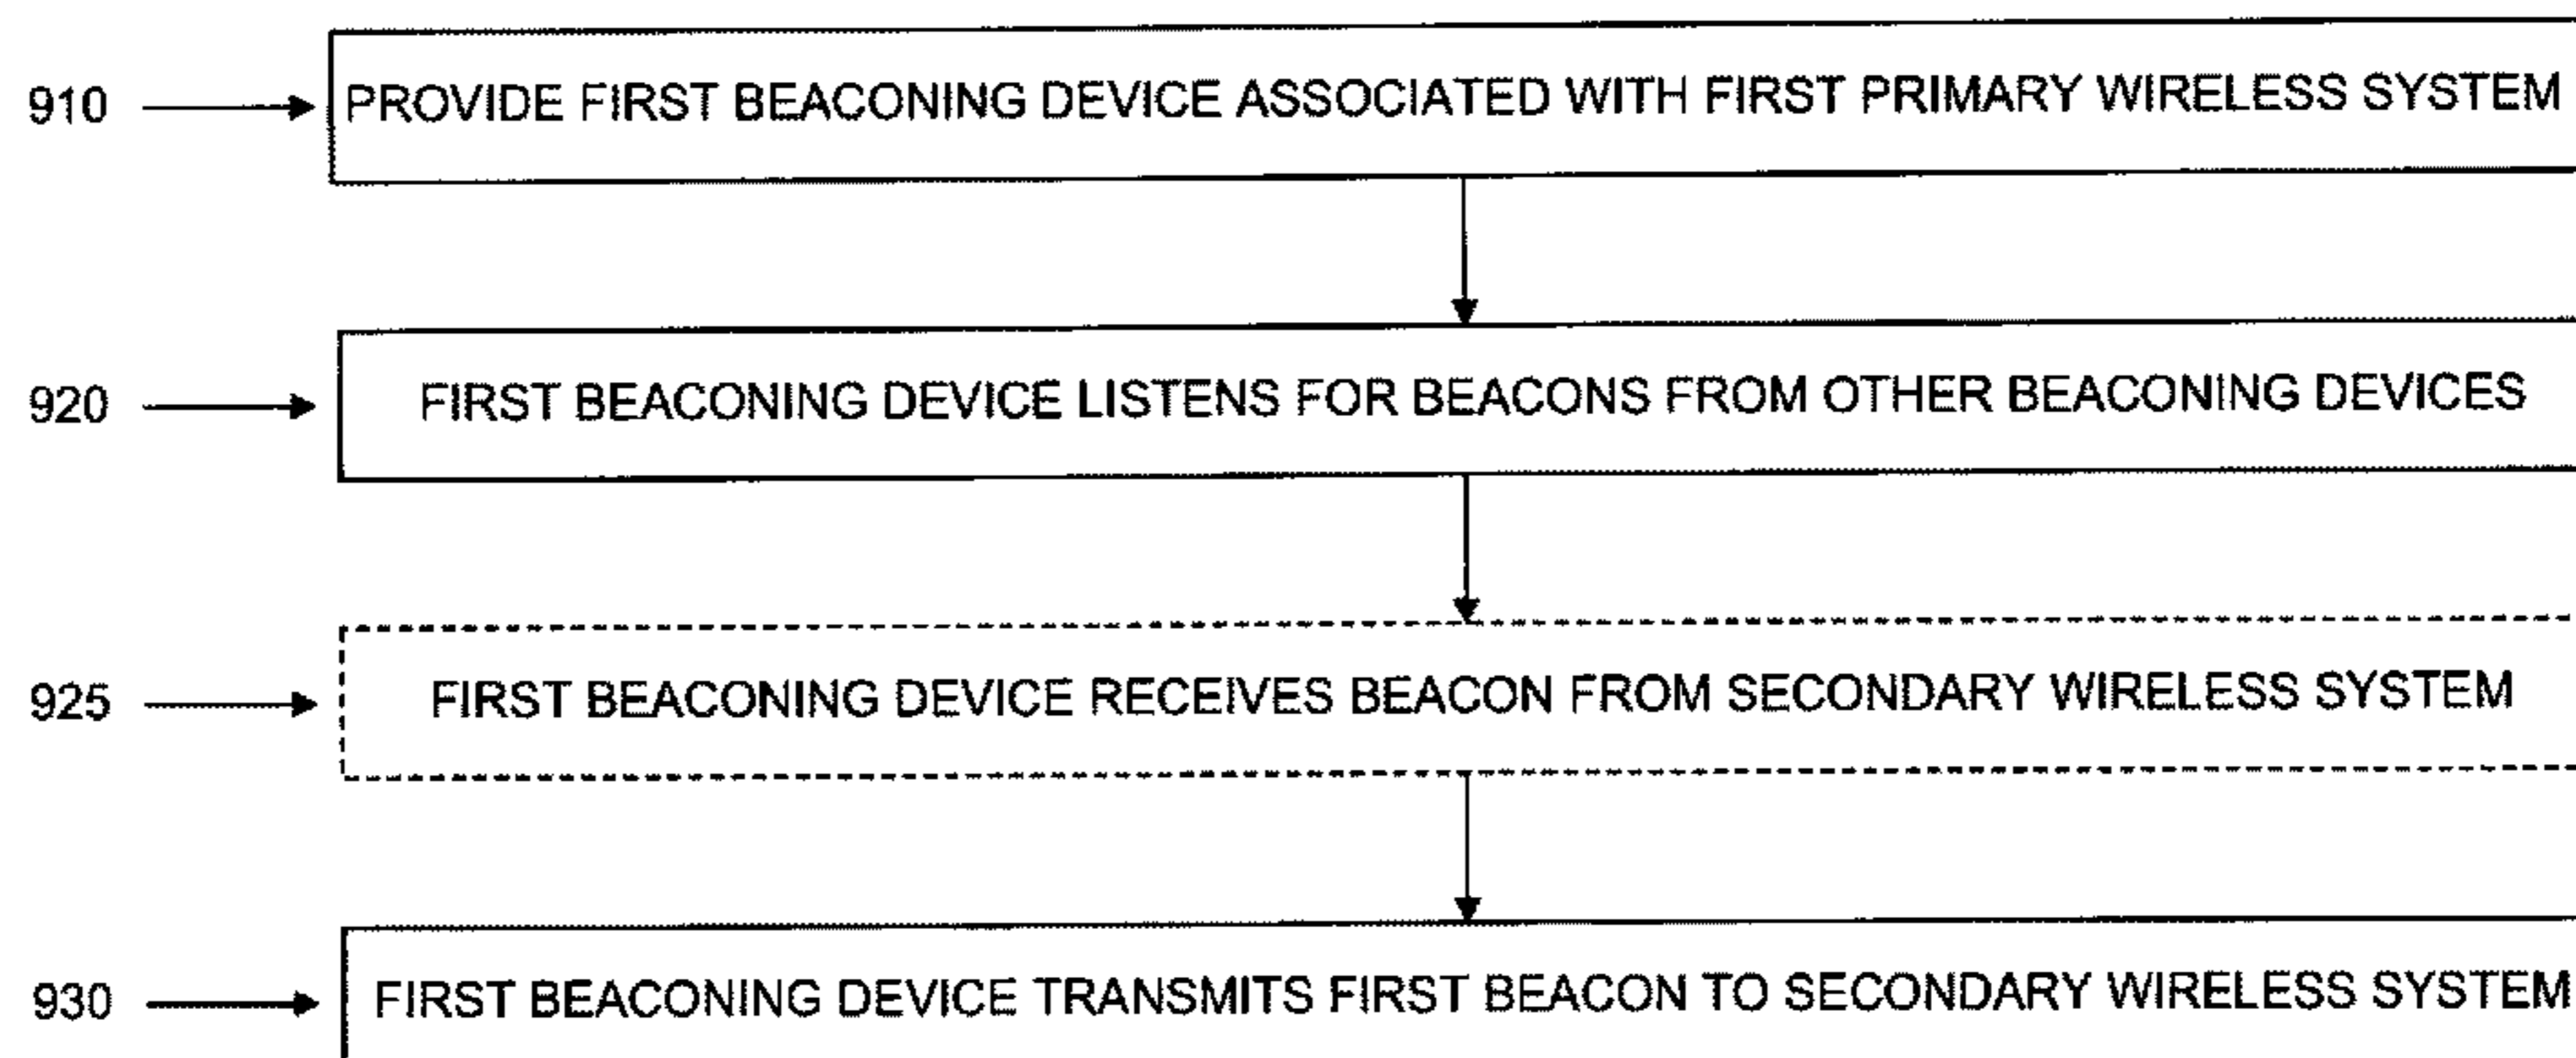 910 PROVIDE FIRST BEACONING DEVICE ASSOCIATED WITH FIRST PRIMARY WIRELESS SYSTEM
920 FIRST BEACONING DEVICE LISTENS FOR BEACONS FROM OTHER BEACONING DEVICES
925 FIRST BEACONING DEVICE RECEIVES BEACON FROM SECONDARY WIRELESS SYSTEM
930 FIRST BEACONING DEVICE TRANSMITS FIRST BEACON TO SECONDARY WIRELESS SYSTEM